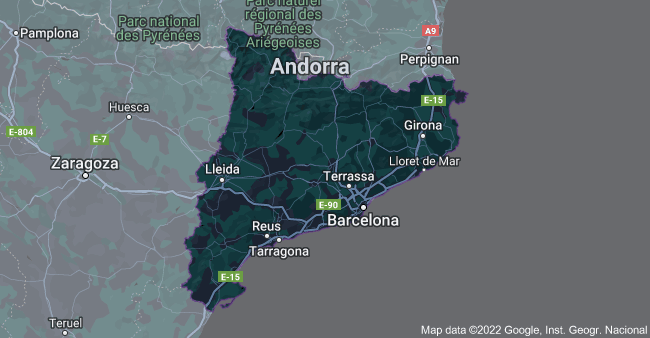 Parc naturel
régional des
Pyrénées
Ariégeoises
Parc national
des Pyrénées
Pamplona
A9
Perpignan
Andorra
E-15
Huesca
E-804
E-7
Girona
Zaragoza
Lleida
Lloret de Mar
Terrassa
E-90
Barcelona
Reus
Tarragona
E-15
Teruel
Map data ©2022 Google, Inst. Geogr. Nacional